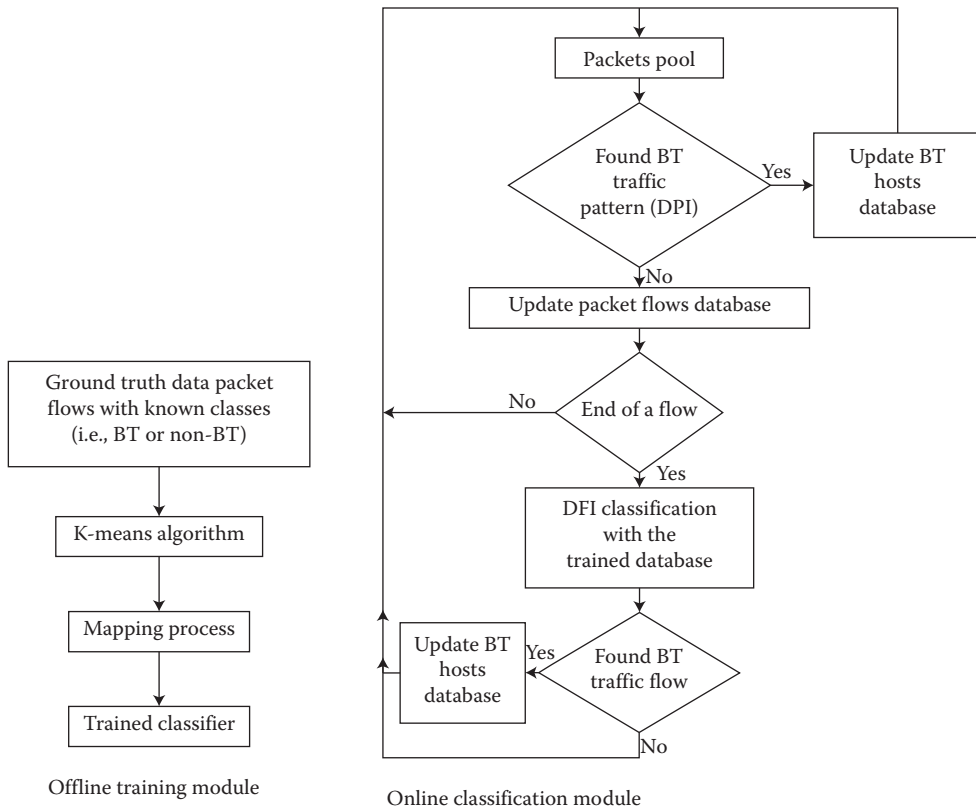 Ground truth data packet
flows with known classes
(i.e., BT or non-BT)
K-means algorithm
Mapping process
Trained classifier
Offline training module
Packets pool
Found BT
traffic
pattern (DPI)
Yes
Update BT
hosts
database
No
Update packet flows database
End of a flow
No
Yes
DFI classification
with the
trained database
Found BT
traffic flow
Yes
Update BT
hosts
database
No
Online classification module